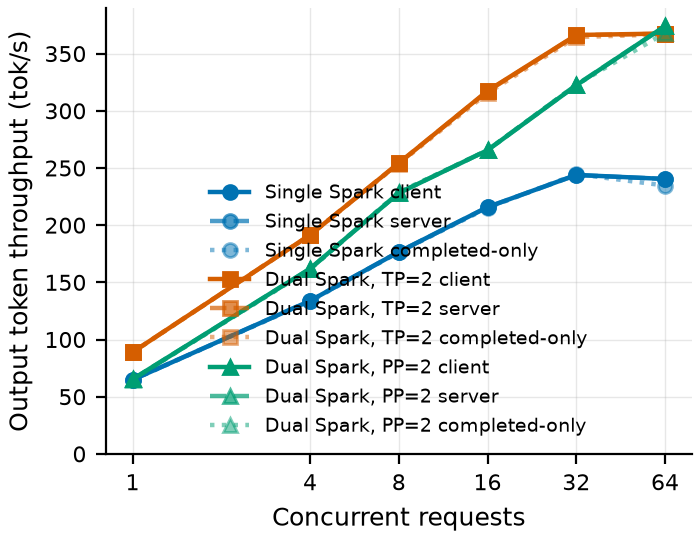 Output token throughput (tok/s)
350
300
250
200
150
100
50
0
Single Spark client
Single Spark server
Single Spark completed-only
Dual Spark, TP=2 client
Dual Spark, TP=2 server
Dual Spark, TP=2 completed-only
Dual Spark, PP=2 client
Dual Spark, PP=2 server
Dual Spark, PP=2 completed-only
1 4 8 16 32 64
Concurrent requests